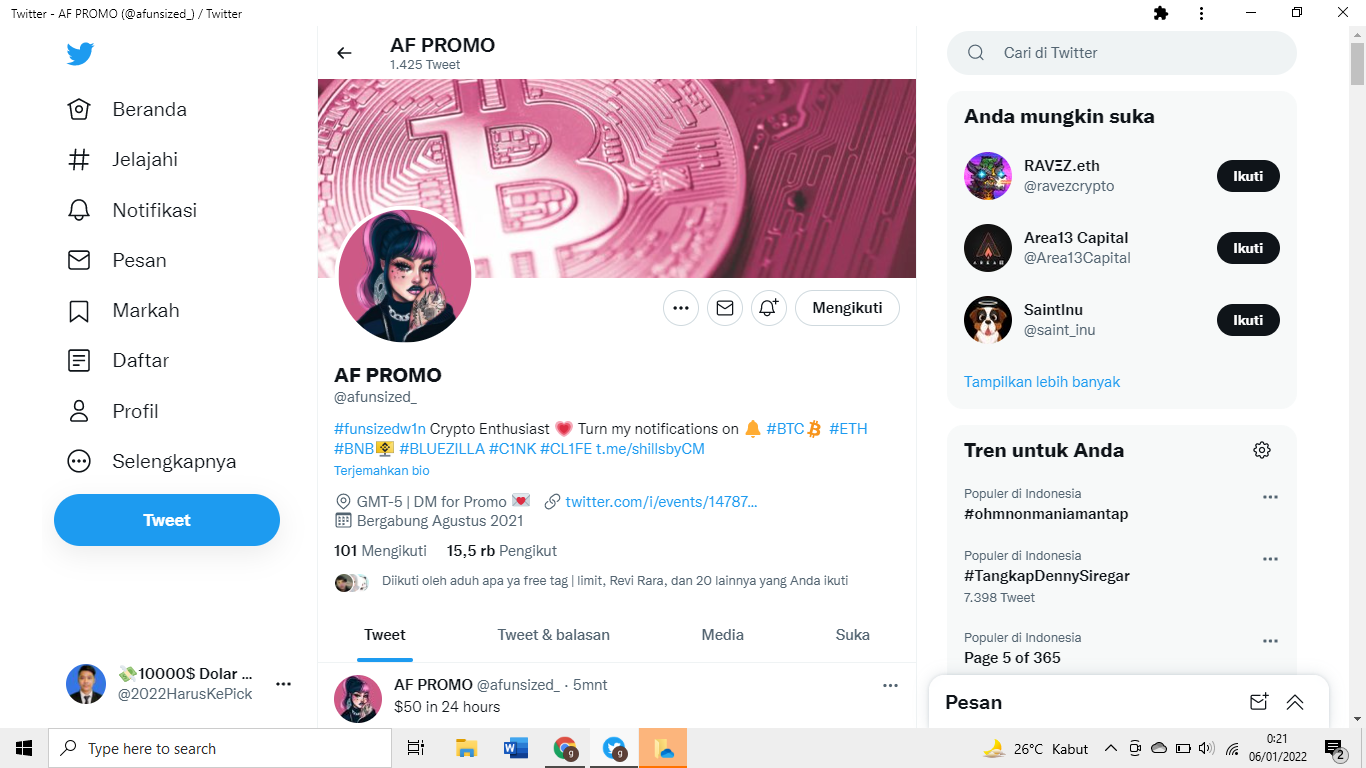 Twitter - AF PROMO (@afunsized_) / Twitter
AF PROMO
1.425 Tweet
Beranda
Jelajahi
Notifikasi
Pesan
Markah
Daftar
Profil
Selengkapnya
Tweet
💸10000$ Dolar ...
@2022HarusKePick
Mengikuti
AF PROMO
@afunsized_
#funsizedw1n Crypto Enthusiast 💗 Turn my notifications on 🔔 #BTC #ETH
#BNB #BLUEZILLA #C1NK #CL1FE t.me/shillsbyCM
Terjemahkan bio
GMT-5 | DM for Promo 💌 twitter.com/i/events/14787...
Bergabung Agustus 2021
101 Mengikuti 15,5 rb Pengikut
Diikuti oleh aduh apa ya free tag | limit, Revi Rara, dan 20 lainnya yang Anda ikuti
Tweet Tweet & balasan Media Suka
AF PROMO @afunsized_ · 5mnt
$50 in 24 hours
Cari di Twitter
Anda mungkin suka
RAVΞZ.eth
@ravezcrypto
Ikuti
Area13 Capital
@Area13Capital
Ikuti
SaintInu
@saint_inu
Ikuti
Tampilkan lebih banyak
Tren untuk Anda
Populer di Indonesia
#ohmnonmaniamantap
Populer di Indonesia
#TangkapDennySiregar
7.398 Tweet
Populer di Indonesia
Page 5 of 365
Pesan
Type here to search
26°C Kabut
0:21
06/01/2022
2